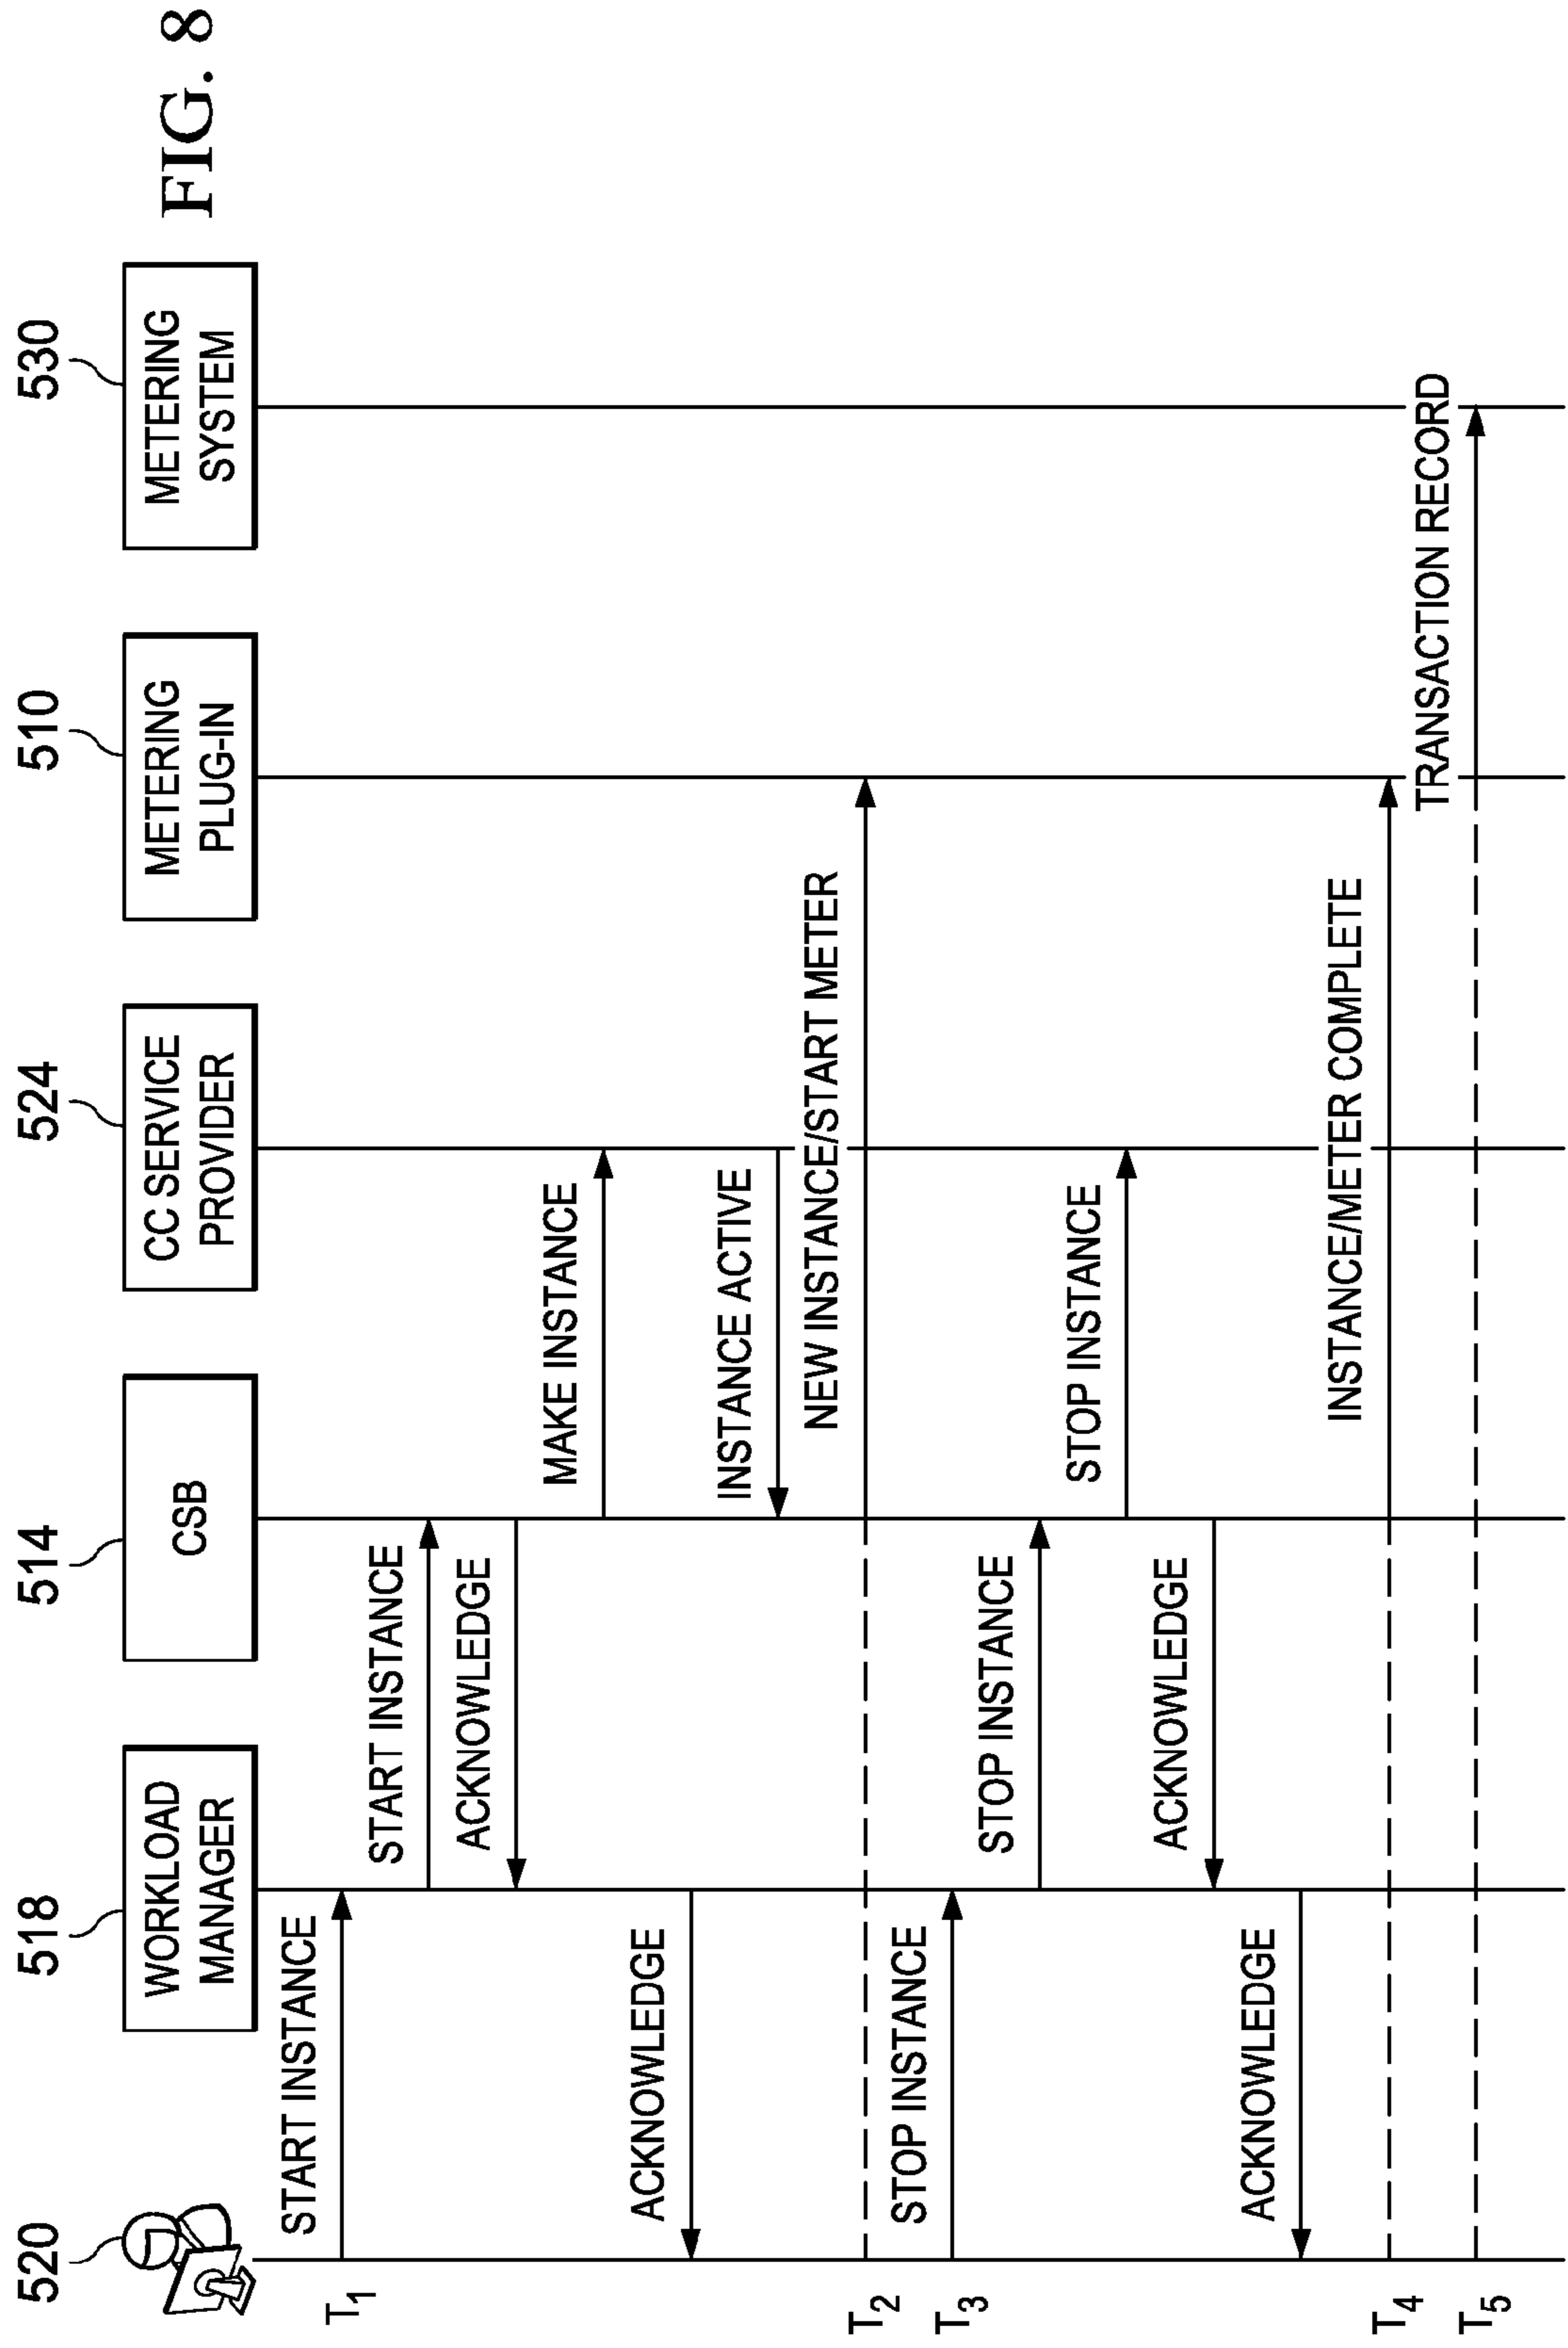 FIG. 8
520
518
514
524
510
530
WORKLOAD
MANAGER
CSB
CC SERVICE
PROVIDER
METERING
PLUG-IN
METERING
SYSTEM
T1
START INSTANCE
START INSTANCE
ACKNOWLEDGE
MAKE INSTANCE
ACKNOWLEDGE
INSTANCE ACTIVE
T2
NEW INSTANCE/START METER
T3
STOP INSTANCE
STOP INSTANCE
STOP INSTANCE
ACKNOWLEDGE
ACKNOWLEDGE
T4
INSTANCE/METER COMPLETE
T5
TRANSACTION RECORD